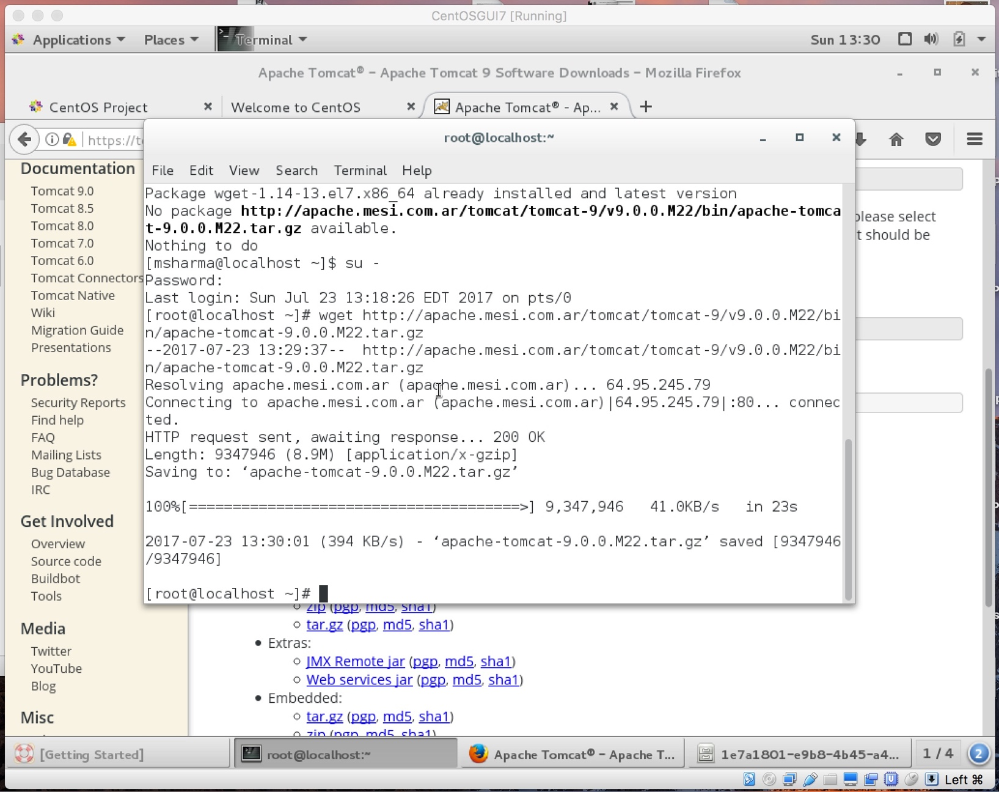 CentOSGUI7 [Running]
Applications Places Terminal Sun 13:30
Apache Tomcat® – Apache Tomcat 9 Software Downloads – Mozilla Firefox
CentOS Project Welcome to CentOS Apache Tomcat® - Ap...
https://t
root@localhost:~
File Edit View Search Terminal Help
Package wget-1.14-13.el7.x86_64 already installed and latest version
No package http://apache.mesi.com.ar/tomcat/tomcat-9/v9.0.0.M22/bin/apache-tomca
t-9.0.0.M22.tar.gz available.
Nothing to do
[msharma@localhost ~]$ su -
Password:
Last login: Sun Jul 23 13:18:26 EDT 2017 on pts/0
[root@localhost ~]# wget http://apache.mesi.com.ar/tomcat/tomcat-9/v9.0.0.M22/bi
n/apache-tomcat-9.0.0.M22.tar.gz
--2017-07-23 13:29:37--  http://apache.mesi.com.ar/tomcat/tomcat-9/v9.0.0.M22/bi
n/apache-tomcat-9.0.0.M22.tar.gz
Resolving apache.mesi.com.ar (apache.mesi.com.ar)... 64.95.245.79
Connecting to apache.mesi.com.ar (apache.mesi.com.ar)|64.95.245.79|:80... connec
ted.
HTTP request sent, awaiting response... 200 OK
Length: 9347946 (8.9M) [application/x-gzip]
Saving to: ‘apache-tomcat-9.0.0.M22.tar.gz’
100%[======================================>] 9,347,946   41.0KB/s   in 23s
2017-07-23 13:30:01 (394 KB/s) - ‘apache-tomcat-9.0.0.M22.tar.gz’ saved [9347946
/9347946]
[root@localhost ~]#
Documentation
Tomcat 9.0
Tomcat 8.5
Tomcat 8.0
Tomcat 7.0
Tomcat 6.0
Tomcat Connectors
Tomcat Native
Wiki
Migration Guide
Presentations
Problems?
Security Reports
Find help
FAQ
Mailing Lists
Bug Database
IRC
Get Involved
Overview
Source code
Buildbot
Tools
Media
Twitter
YouTube
Blog
Misc
please select
t should be
zip (pgp, md5, sha1)
tar.gz (pgp, md5, sha1)
Extras:
JMX Remote jar (pgp, md5, sha1)
Web services jar (pgp, md5, sha1)
Embedded:
tar.gz (pgp, md5, sha1)
zip (pgp, md5, sha1)
[Getting Started] root@localhost:~ Apache Tomcat® – Apache T... 1e7a1801-e9b8-4b45-a4... 1 / 4 2
Left ⌘